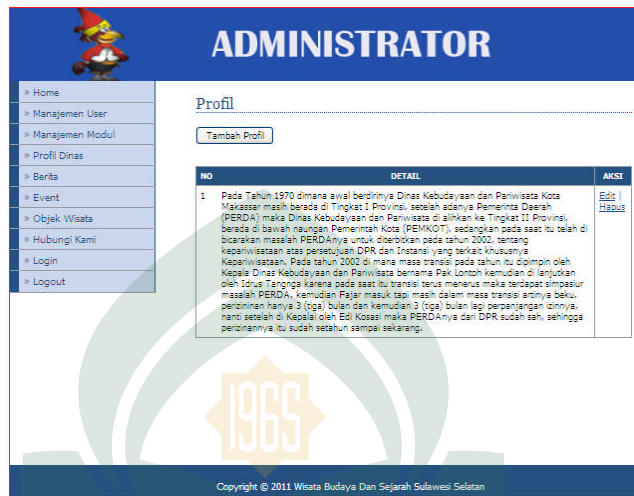 ADMINISTRATOR
» Home
» Manajemen User
» Manajemen Modul
» Profil Dinas
» Berita
» Event
» Objek Wisata
» Hubungi Kami
» Login
» Logout
Profil
Tambah Profil
NO DETAIL AKSI
1 Pada Tahun 1970 dimana awal berdirinya Dinas Kebudayaan dan Pariwisata Kota Edit |
Makassar masih berada di Tingkat I Provinsi, setelah adanya Pemerinta Daerah Hapus
(PERDA) maka Dinas Kebudayaan dan Pariwisata di alihkan ke Tingkat II Provinsi,
berada di bawah naungan Pemerintah Kota (PEMKOT), sedangkan pada saat itu telah di
bicarakan masalah PERDAnya untuk diterbitkan pada tahun 2002, tentang
kepariwisataan atas persetujuan DPR dan Instansi yang terkait khususnya
Kepariwisataan. Pada tahun 2002 di mana masa transisi pada tahun itu dipimpin oleh
Kepala Dinas Kebudayaan dan Pariwisata bernama Pak Lontoh kemudian di lanjutkan
oleh Idrus Tangnga karena pada saat itu transisi terus menerus maka terdapat simpasiur
masalah PERDA, kemudian Fajar masuk tapi masih dalam masa transisi artinya beku,
perizininan hanya 3 (tiga) bulan dan kemudian 3 (tiga) bulan lagi perpanjangan izinnya,
nanti setelah di Kepalai oleh Edi Kosasi maka PERDAnya dari DPR sudah sah, sehingga
perizinannya itu sudah setahun sampai sekarang.
1965
Copyright © 2011 Wisata Budaya Dan Sejarah Sulawesi Selatan